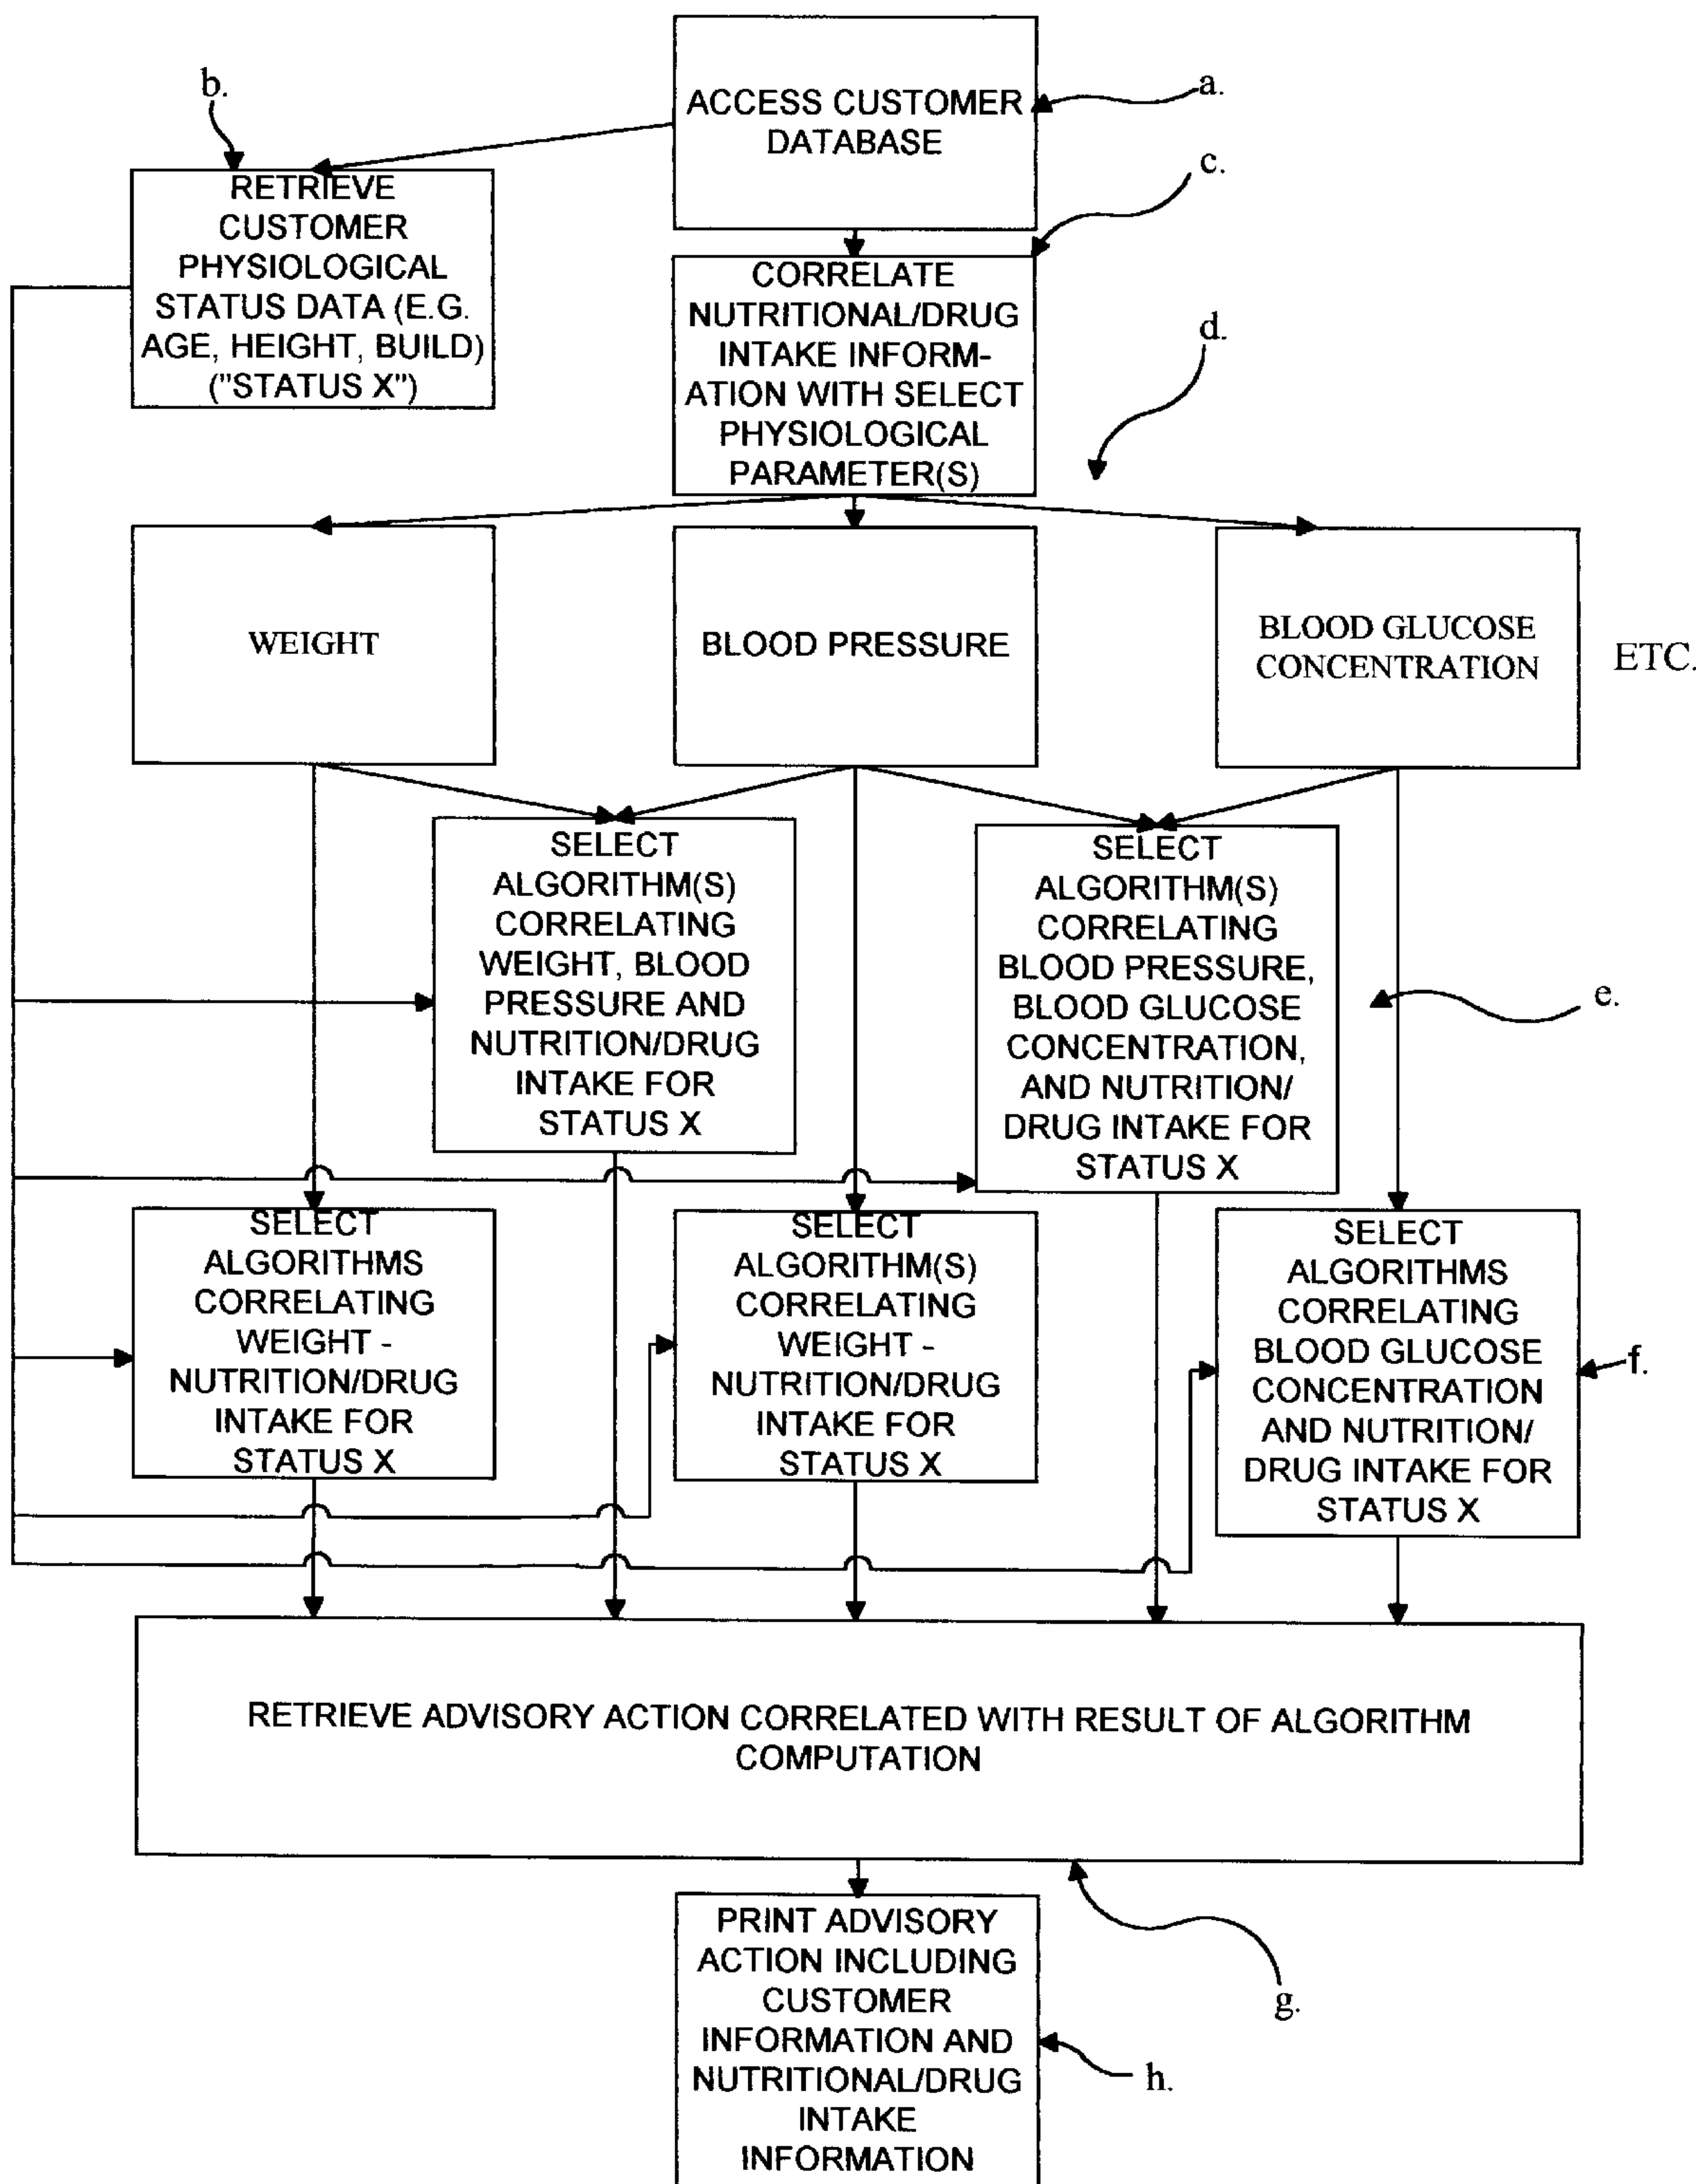 b.
ACCESS CUSTOMER
DATABASE
a.
RETRIEVE
CUSTOMER
PHYSIOLOGICAL
STATUS DATA (E.G.
AGE, HEIGHT, BUILD)
("STATUS X")
c.
CORRELATE
NUTRITIONAL/DRUG
INTAKE INFORM-
ATION WITH SELECT
PHYSIOLOGICAL
PARAMETER(S)
d.
WEIGHT
BLOOD PRESSURE
BLOOD GLUCOSE
CONCENTRATION
ETC.
SELECT
ALGORITHM(S)
CORRELATING
WEIGHT, BLOOD
PRESSURE AND
NUTRITION/DRUG
INTAKE FOR
STATUS X
SELECT
ALGORITHM(S)
CORRELATING
BLOOD PRESSURE,
BLOOD GLUCOSE
CONCENTRATION,
AND NUTRITION/
DRUG INTAKE FOR
STATUS X
e.
SELECT
ALGORITHMS
CORRELATING
WEIGHT -
NUTRITION/DRUG
INTAKE FOR
STATUS X
SELECT
ALGORITHM(S)
CORRELATING
WEIGHT -
NUTRITION/DRUG
INTAKE FOR
STATUS X
SELECT
ALGORITHMS
CORRELATING
BLOOD GLUCOSE
CONCENTRATION
AND NUTRITION/
DRUG INTAKE FOR
STATUS X
f.
RETRIEVE ADVISORY ACTION CORRELATED WITH RESULT OF ALGORITHM
COMPUTATION
g.
PRINT ADVISORY
ACTION INCLUDING
CUSTOMER
INFORMATION AND
NUTRITIONAL/DRUG
INTAKE
INFORMATION
h.